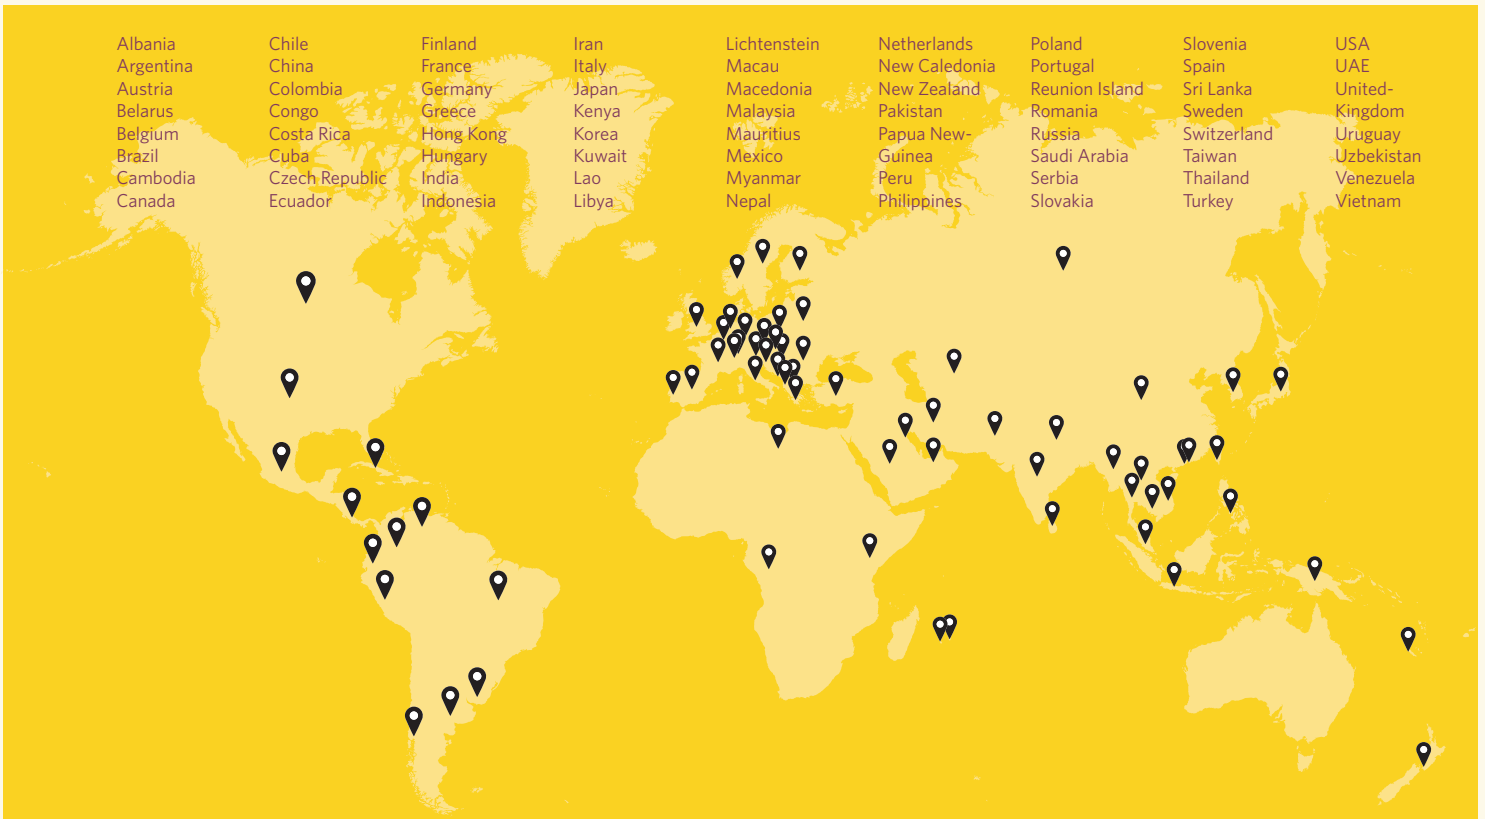 Albania
Argentina
Austria
Belarus
Belgium
Brazil
Cambodia
Canada
Chile
China
Colombia
Congo
Costa Rica
Cuba
Czech Republic
Ecuador
Finland
France
Germany
Greece
Hong Kong
Hungary
India
Indonesia
Iran
Italy
Japan
Kenya
Korea
Kuwait
Lao
Libya
Lichtenstein
Macau
Macedonia
Malaysia
Mauritius
Mexico
Myanmar
Nepal
Netherlands
New Caledonia
New Zealand
Pakistan
Papua New-
Guinea
Peru
Philippines
Poland
Portugal
Reunion Island
Romania
Russia
Saudi Arabia
Serbia
Slovakia
Slovenia
Spain
Sri Lanka
Sweden
Switzerland
Taiwan
Thailand
Turkey
USA
UAE
United-
Kingdom
Uruguay
Uzbekistan
Venezuela
Vietnam